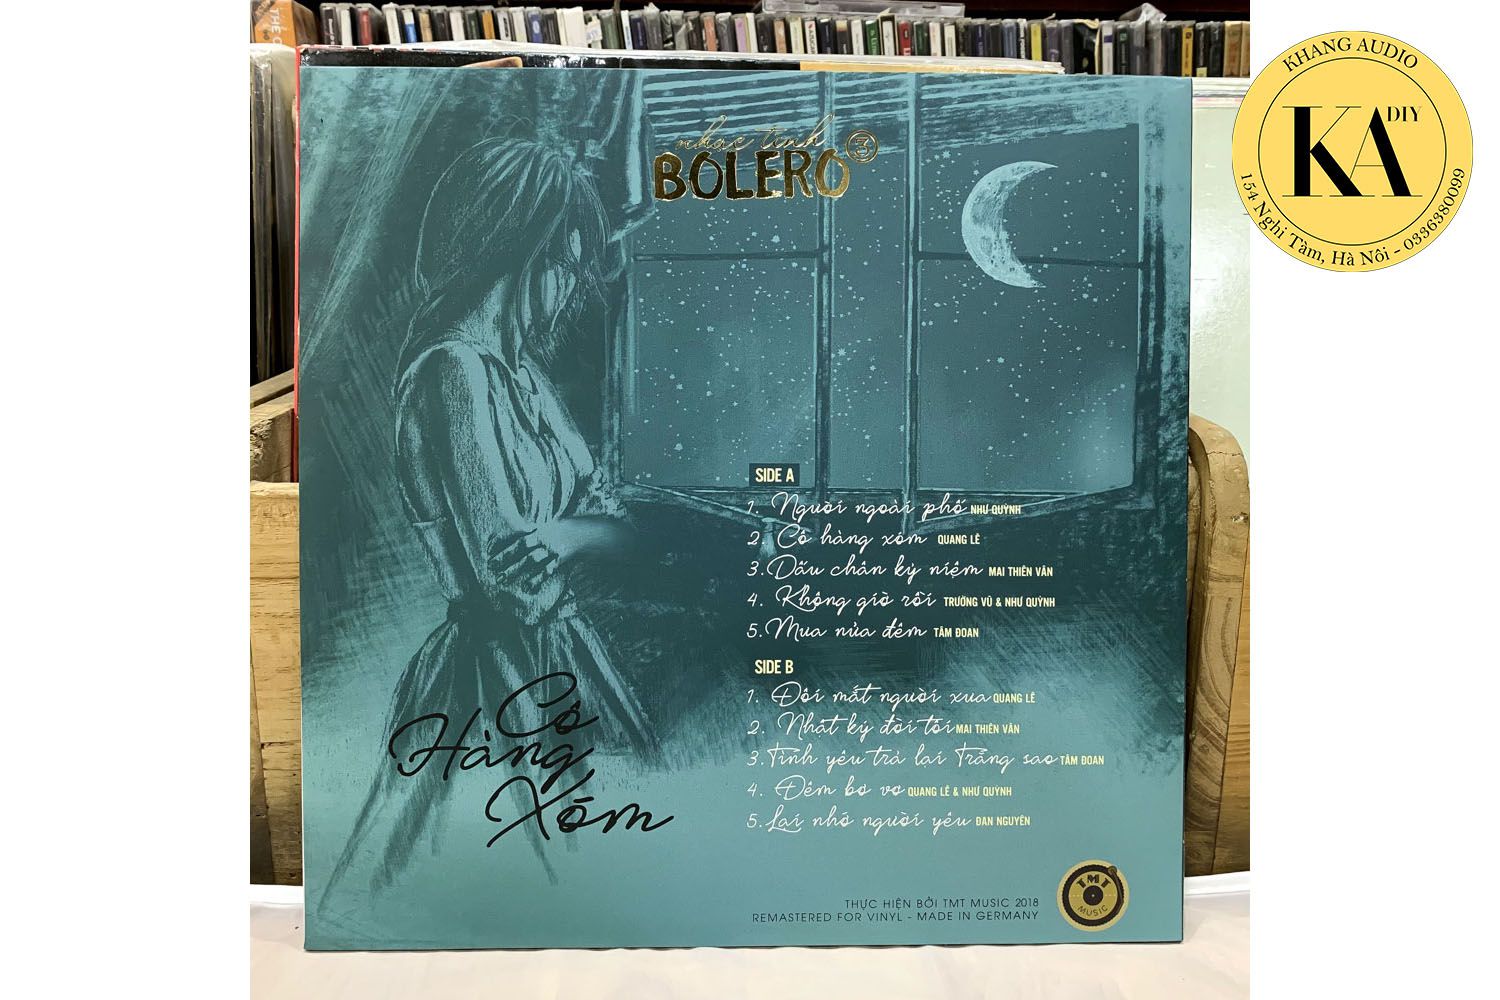 KHANG AUDIO
KA DIY
154 Nghi Tàm, Hà Nôi - 0336380099
nhạc tình
BOLERO 3
SIDE A
1. Người ngoài phố NHƯ QUỲNH
2. Cô hàng xóm QUANG LÊ
3. Dấu chân kỷ niệm MAI THIÊN VÂN
4. Không giờ rồi TRƯỜNG VŨ & NHƯ QUỲNH
5. Mưa nửa đêm TÂM ĐOAN
SIDE B
1. Đôi mắt người xưa QUANG LÊ
2. Nhật ký đời tôi MAI THIÊN VÂN
3. Tình yêu trả lại Trăng sao TÂM ĐOAN
4. Đêm bơ vơ QUANG LÊ & NHƯ QUỲNH
5. Lại nhớ người yêu ĐAN NGUYÊN
Cô
Hàng
Xóm
THỰC HIỆN BỞI TMT MUSIC 2018
REMASTERED FOR VINYL - MADE IN GERMANY
TMT
MUSIC